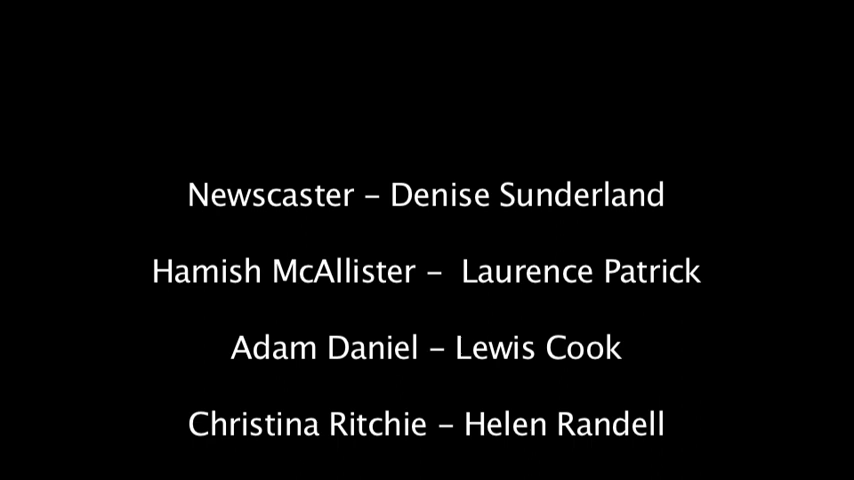 Newscaster – Denise Sunderland
Hamish McAllister –  Laurence Patrick
Adam Daniel – Lewis Cook
Christina Ritchie – Helen Randell